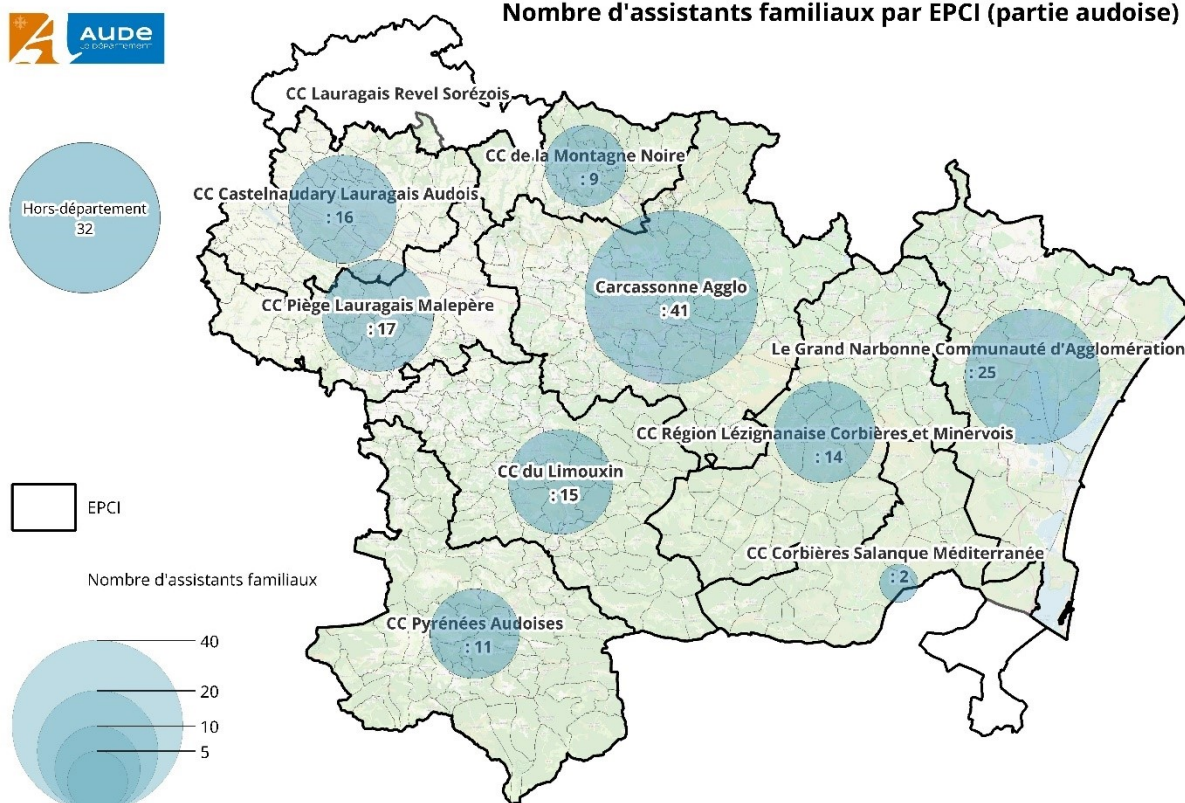 Nombre d'assistants familiaux par EPCI (partie audoise)
AUDE
LE DÉPARTEMENT
CC Lauragais Revel Sorézois
CC de la Montagne Noire
: 9
CC Castelnaudary Lauragais Audois
: 16
Hors-département
32
CC Piège Lauragais Malepère
: 17
Carcassonne Agglo
: 41
Le Grand Narbonne Communauté d'Agglomération
: 25
CC Région Lézignanaise Corbières et Minervois
: 14
CC du Limouxin
: 15
EPCI
CC Corbières Salanque Méditerranée
: 2
Nombre d'assistants familiaux
CC Pyrénées Audoises
: 11
40
20
10
5